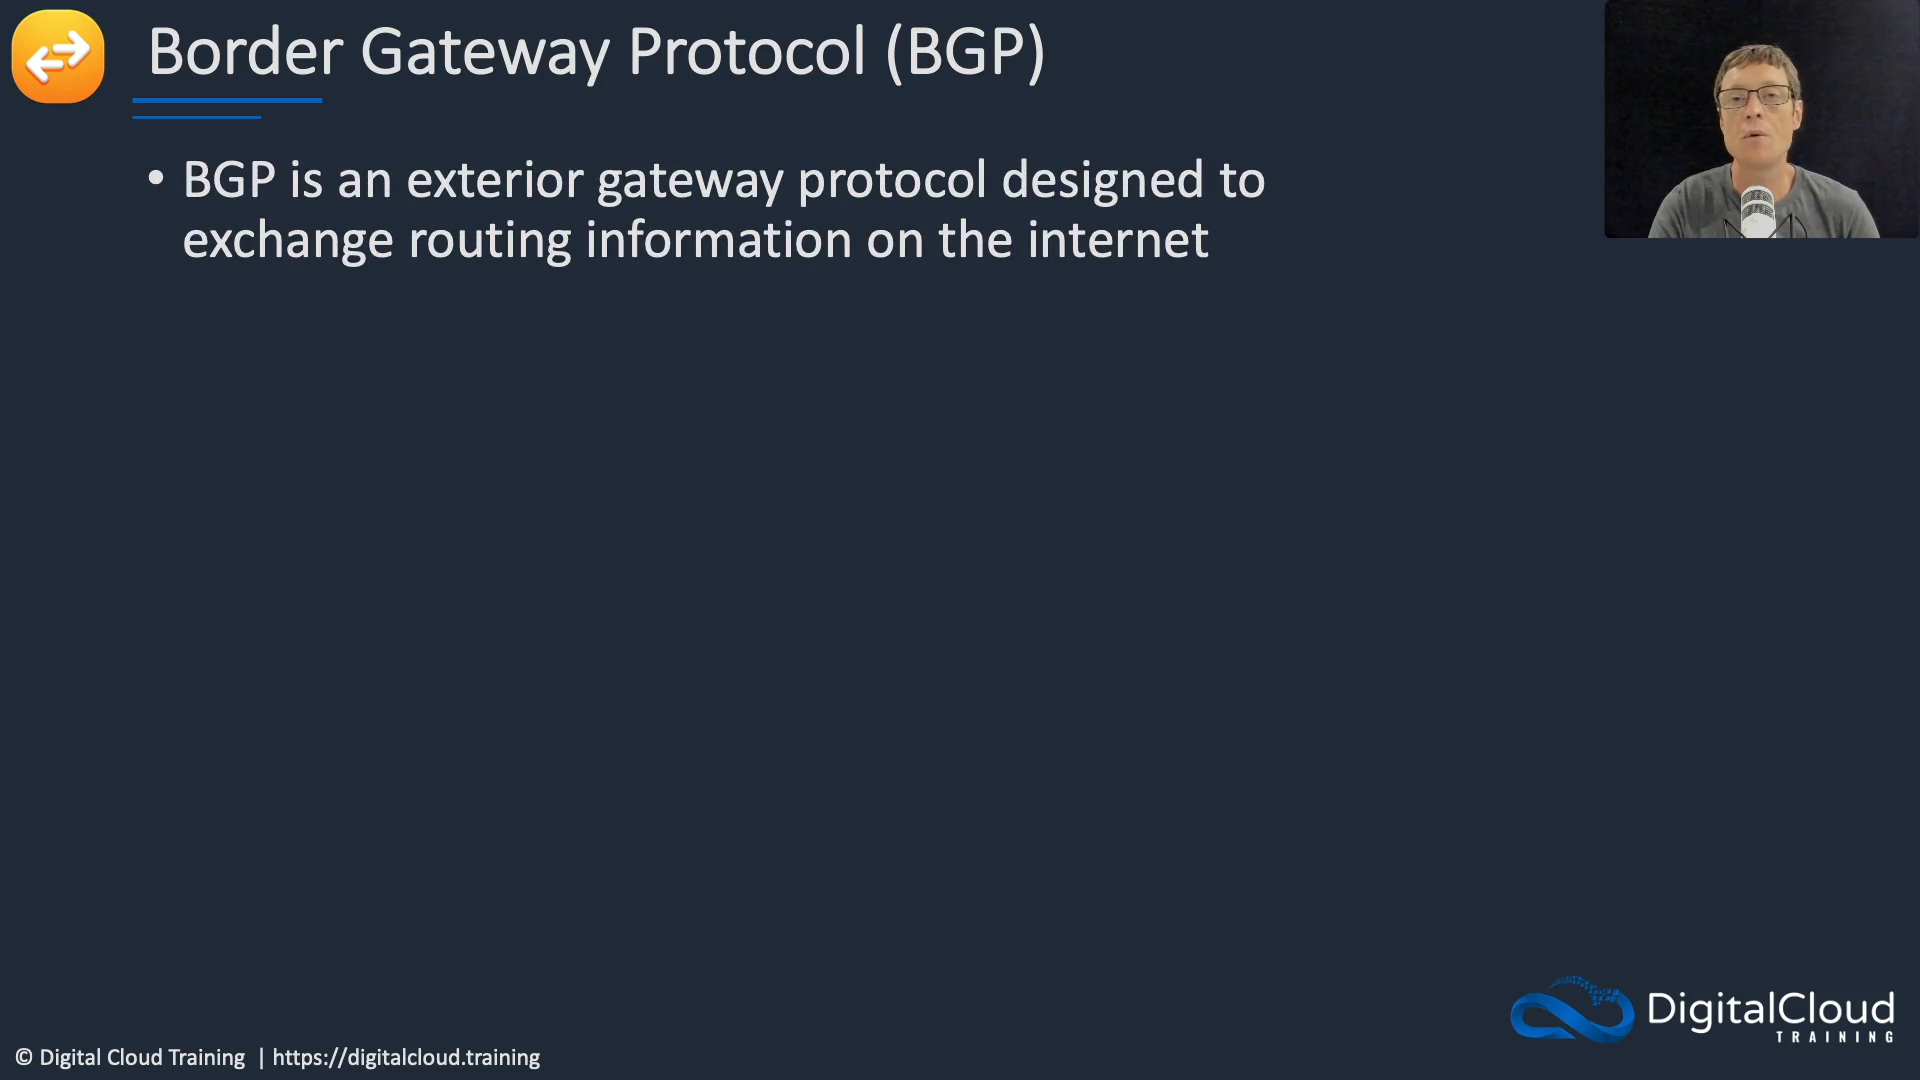 Border Gateway Protocol (BGP)
• BGP is an exterior gateway protocol designed to
exchange routing information on the internet
DigitalCloud
TRAINING
© Digital Cloud Training | https://digitalcloud.training